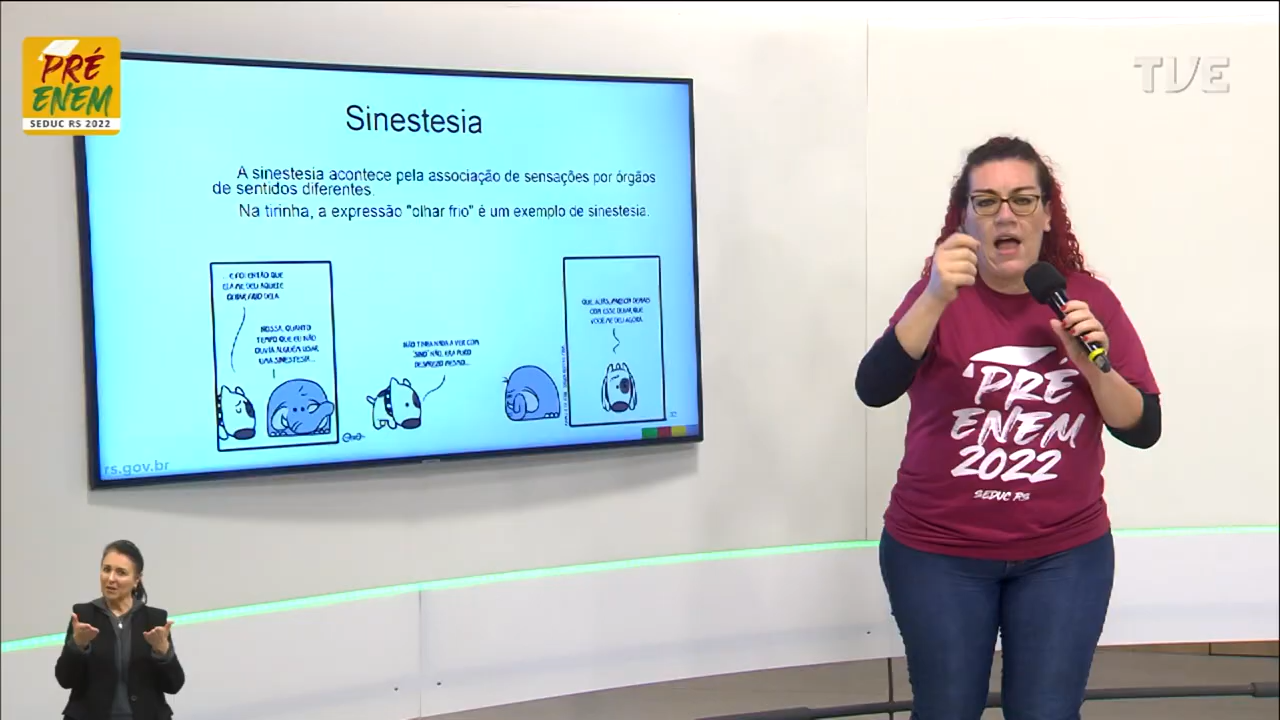 PRÉ
ENEM
SEDUC RS 2022
TVE
Sinestesia
A sinestesia acontece pela associação de sensações por órgãos
de sentidos diferentes.
Na tirinha, a expressão "olhar frio" é um exemplo de sinestesia.
E FOI ENTÃO QUE
ELA ME DEU AQUELE
OLHAR FRIO DELA
NOSSA, QUANTO
TEMPO QUE EU NÃO
OUVIA ALGUÉM USAR
UMA SINESTESIA...
NÃO TINHA NADA A VER COM
"SINO" NÃO, ERA PURO
DESPREZO MESMO...
QUE, ALIÁS, PARECIA DEMAIS
COM ESSE OLHAR QUE
VOCÊ ME DEU AGORA
32
rs.gov.br
PRÉ
ENEM
2022
SEDUC RS